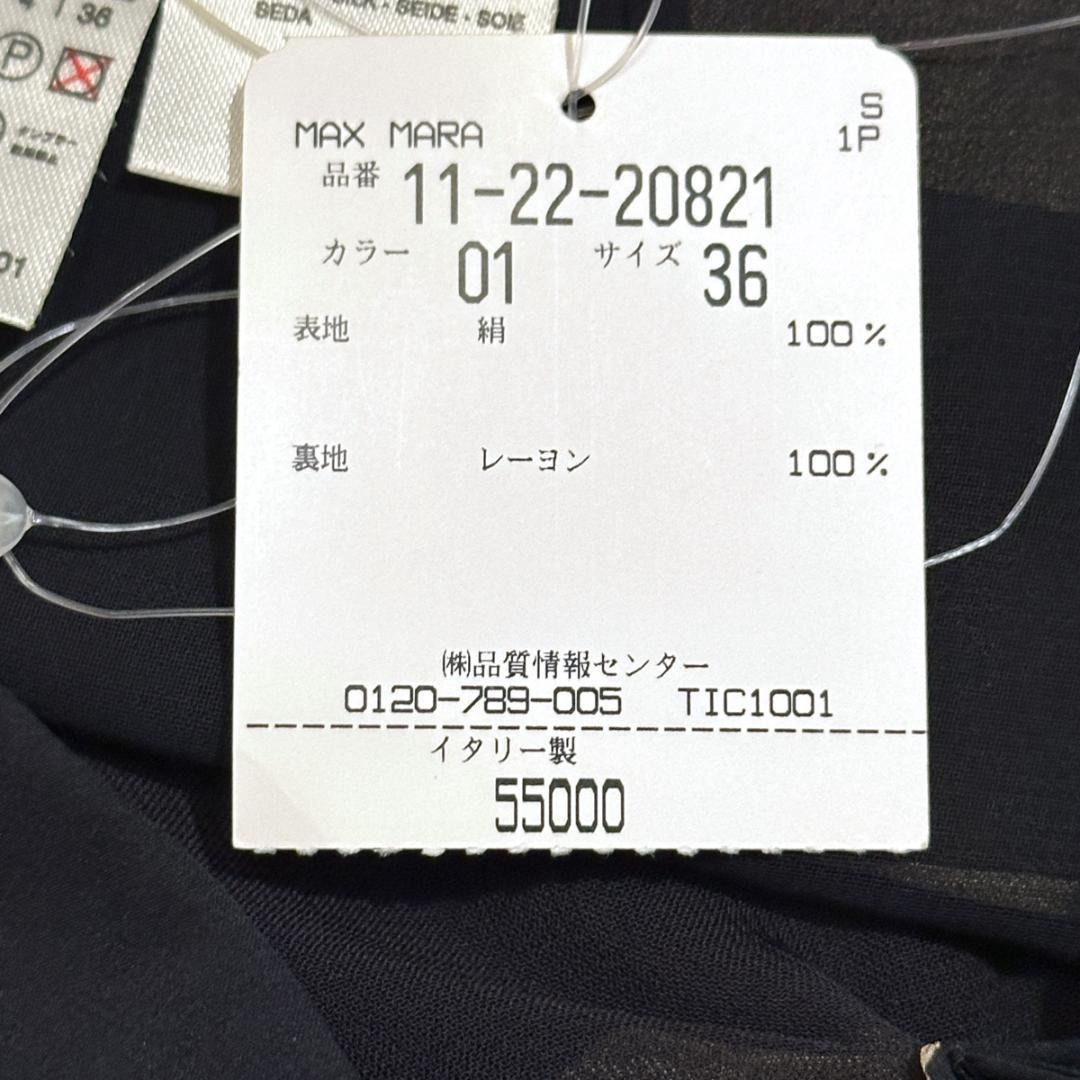 36
P
01
SEDA
SILK - SEIDE - SOIE
S
MAX MARA 1P
品番 11-22-20821
カラー 01 サイズ 36
表地 絹 100%
裏地 レーヨン 100%
㈱品質情報センター
0120-789-005 TIC1001
イタリー製
55000